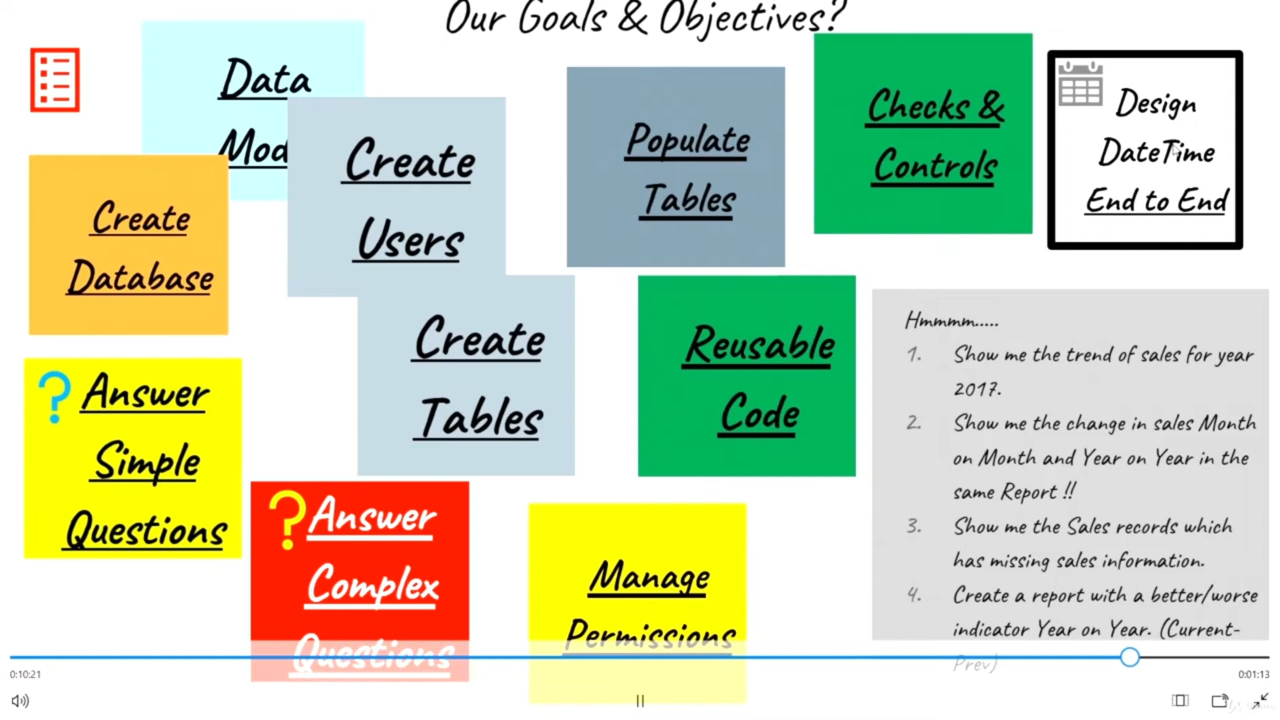 Our Goals & Objectives?
Data
Mod
Create
Users
Populate
Tables
Checks &
Controls
Design
DateTime
End to End
Create
Database
Create
Tables
Reusable
Code
Answer
Simple
Questions
Answer
Complex
Questions
Manage
Permissions
Hmmmm.....
1. Show me the trend of sales for year
2017.
2. Show me the change in sales Month
on Month and Year on Year in the
same Report !!
3. Show me the Sales records which
has missing sales information.
4. Create a report with a better/worse
indicator Year on Year. (Current-
Prev)
0:10:21
0:01:13